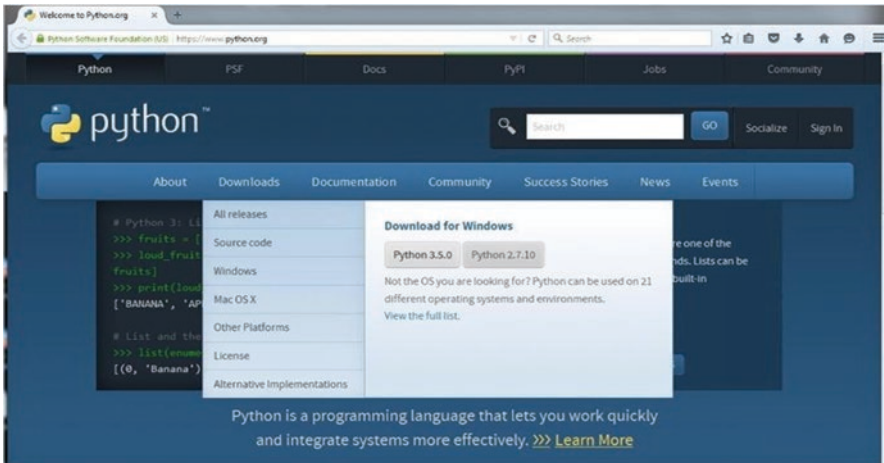 Welcome to Python.org
Python Software Foundation (US) https://www.python.org
Search
Python PSF Docs PyPI Jobs Community
python™
Search GO Socialize Sign In
About Downloads Documentation Community Success Stories News Events
# Python 3: Li
>>> fruits = [
>>> loud_fruit
fruits]
>>> print(loud
['BANANA', 'AP
# List and the
>>> list(enume
[(0, 'Banana')
All releases
Source code
Windows
Mac OS X
Other Platforms
License
Alternative Implementations
Download for Windows
Python 3.5.0 Python 2.7.10
Not the OS you are looking for? Python can be used on 21
different operating systems and environments.
View the full list.
re one of the
nds. Lists can be
built-in
Python is a programming language that lets you work quickly
and integrate systems more effectively. >>> Learn More